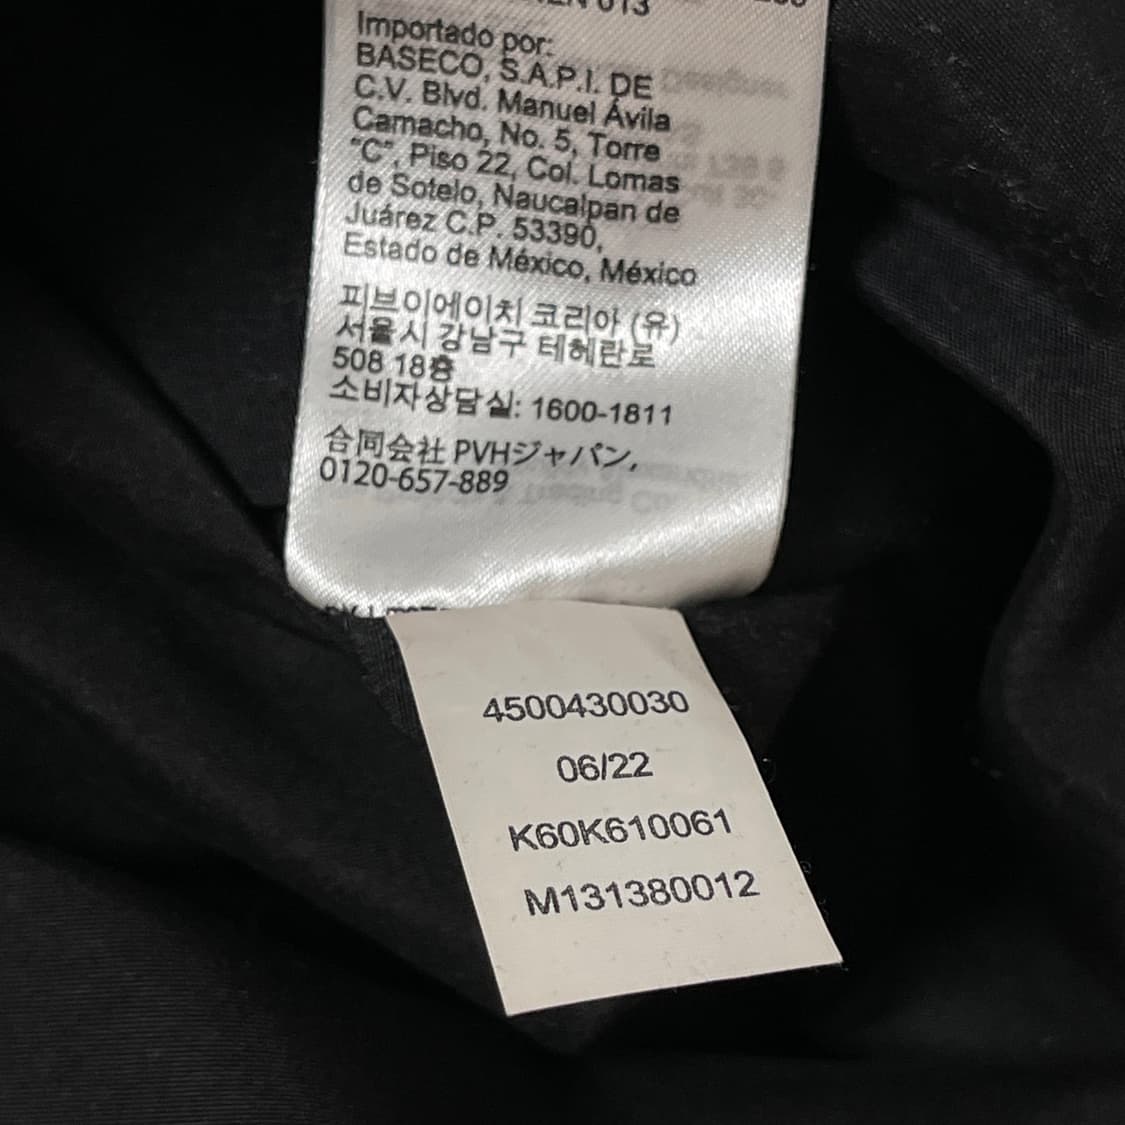 013
Importado por:
BASECO, S.A.P.I. DE
C.V. Blvd. Manuel Ávila
Camacho, No. 5, Torre
"C", Piso 22, Col. Lomas
de Sotelo, Naucalpan de
Juárez C.P. 53390,
Estado de México, México
피브이에이치 코리아 (유)
서울시 강남구 테헤란로
508 18층
소비자상담실: 1600-1811
合同会社 PVHジャパン,
0120-657-889
4500430030
06/22
K60K610061
M131380012